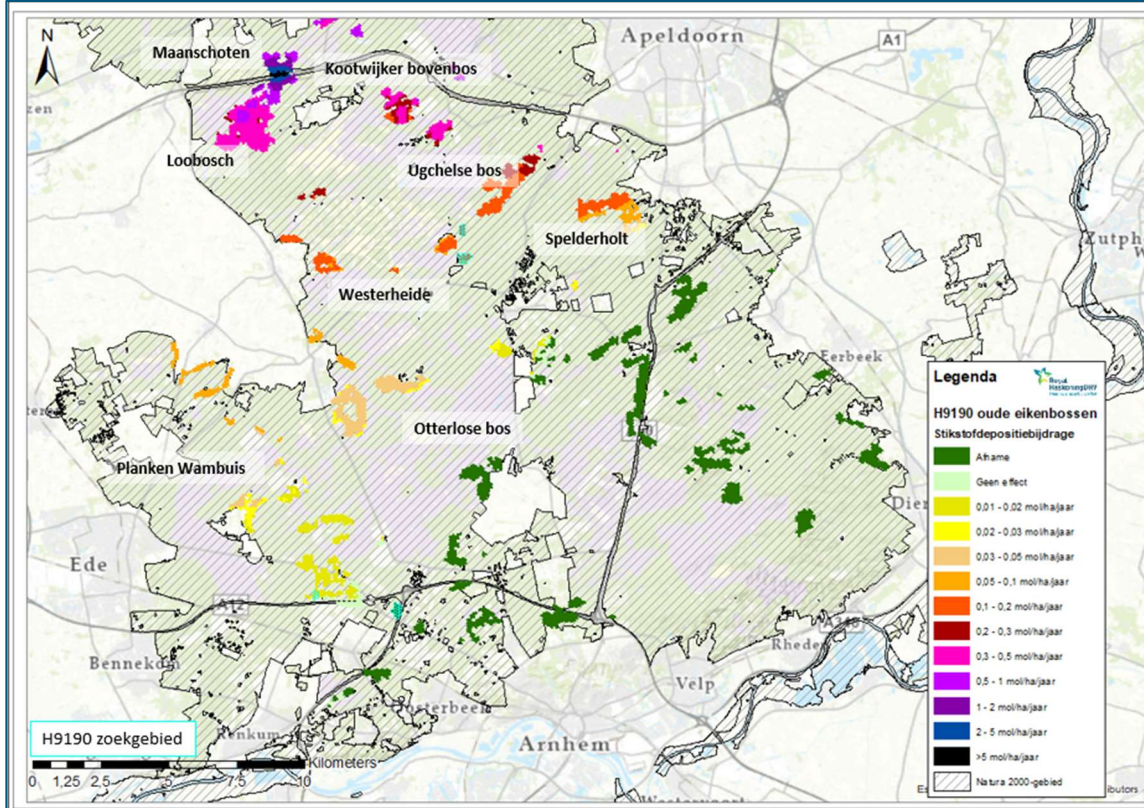 N
Maanschoten
Apeldoorn
A1
Kootwijker bovenbos
zen
Loobosch
Ugchelse bos
Spelderholt
Zutph
W
Westerheide
Eerbeek
Otterlose bos
Planken Wambuis
Ede
Dier
A12
Bennekom
Rheden
Velp
Oosterbeek
Renkum
Arnhem
H9190 zoekgebied
Kilometers
0 1,25 2,5 5 7,5 10
Westervoort
Legenda
Royal
HaskoningDHV
H9190 oude eikenbossen
Stikstofdepositiebijdrage
Afname
Geen effect
0,01 - 0,02 mol/ha/jaar
0,02 - 0,03 mol/ha/jaar
0,03 - 0,05 mol/ha/jaar
0,05 - 0,1 mol/ha/jaar
0,1 - 0,2 mol/ha/jaar
0,2 - 0,3 mol/ha/jaar
0,3 - 0,5 mol/ha/jaar
0,5 - 1 mol/ha/jaar
1 - 2 mol/ha/jaar
2 - 5 mol/ha/jaar
>5 mol/ha/jaar
Natura 2000-gebied
Es
tributors